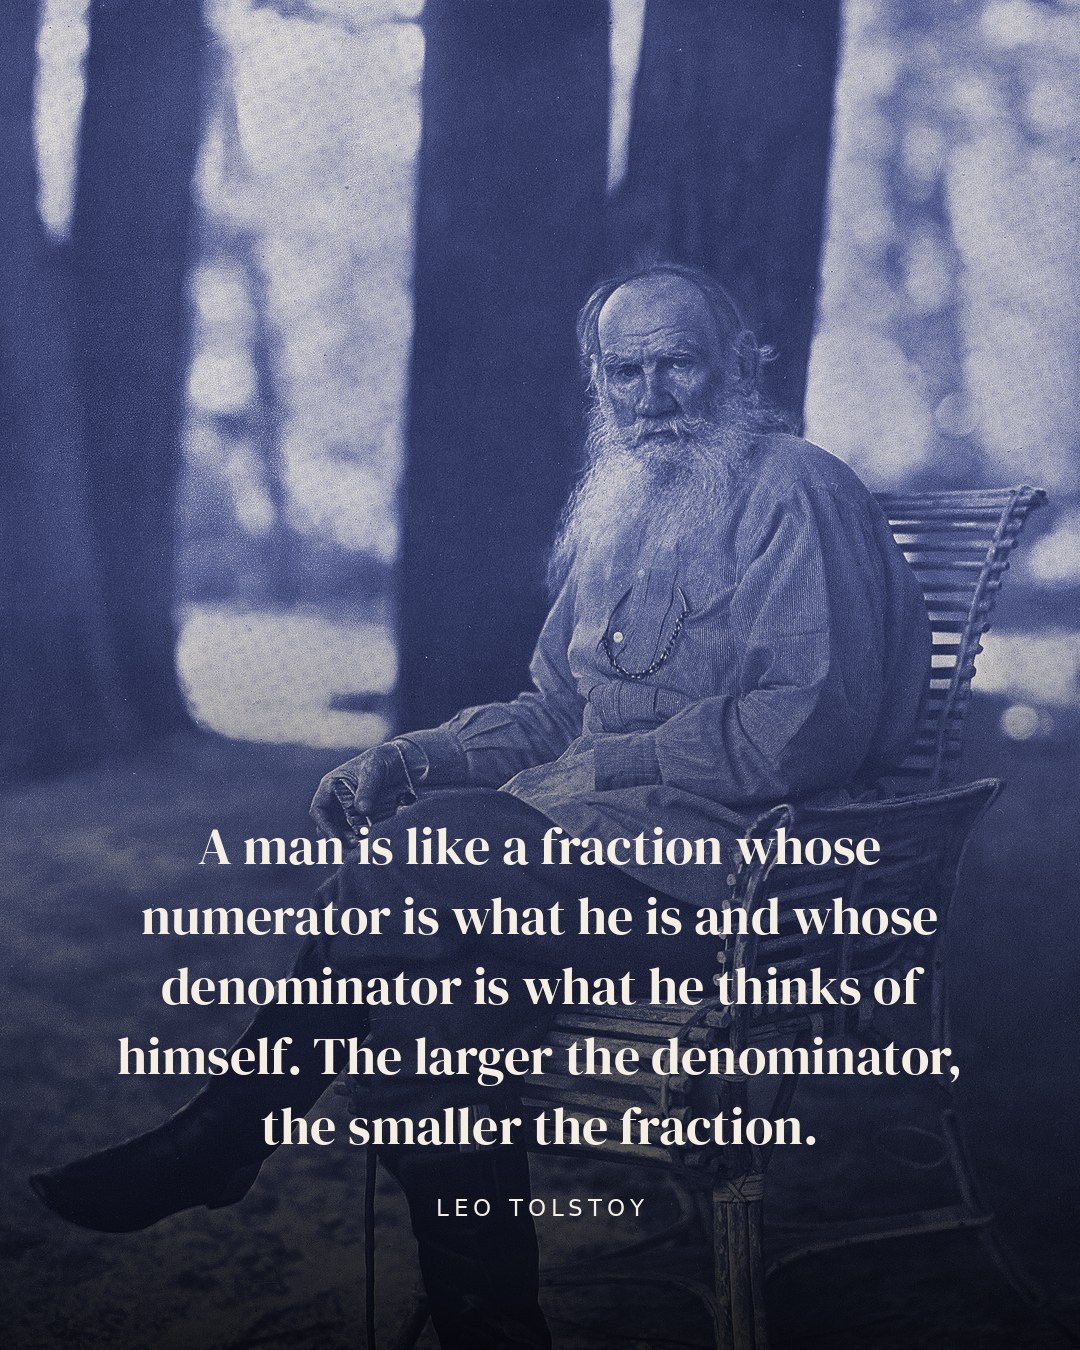 A man is like a fraction whose
numerator is what he is and whose
denominator is what he thinks of
himself. The larger the denominator,
the smaller the fraction.
LEO TOLSTOY